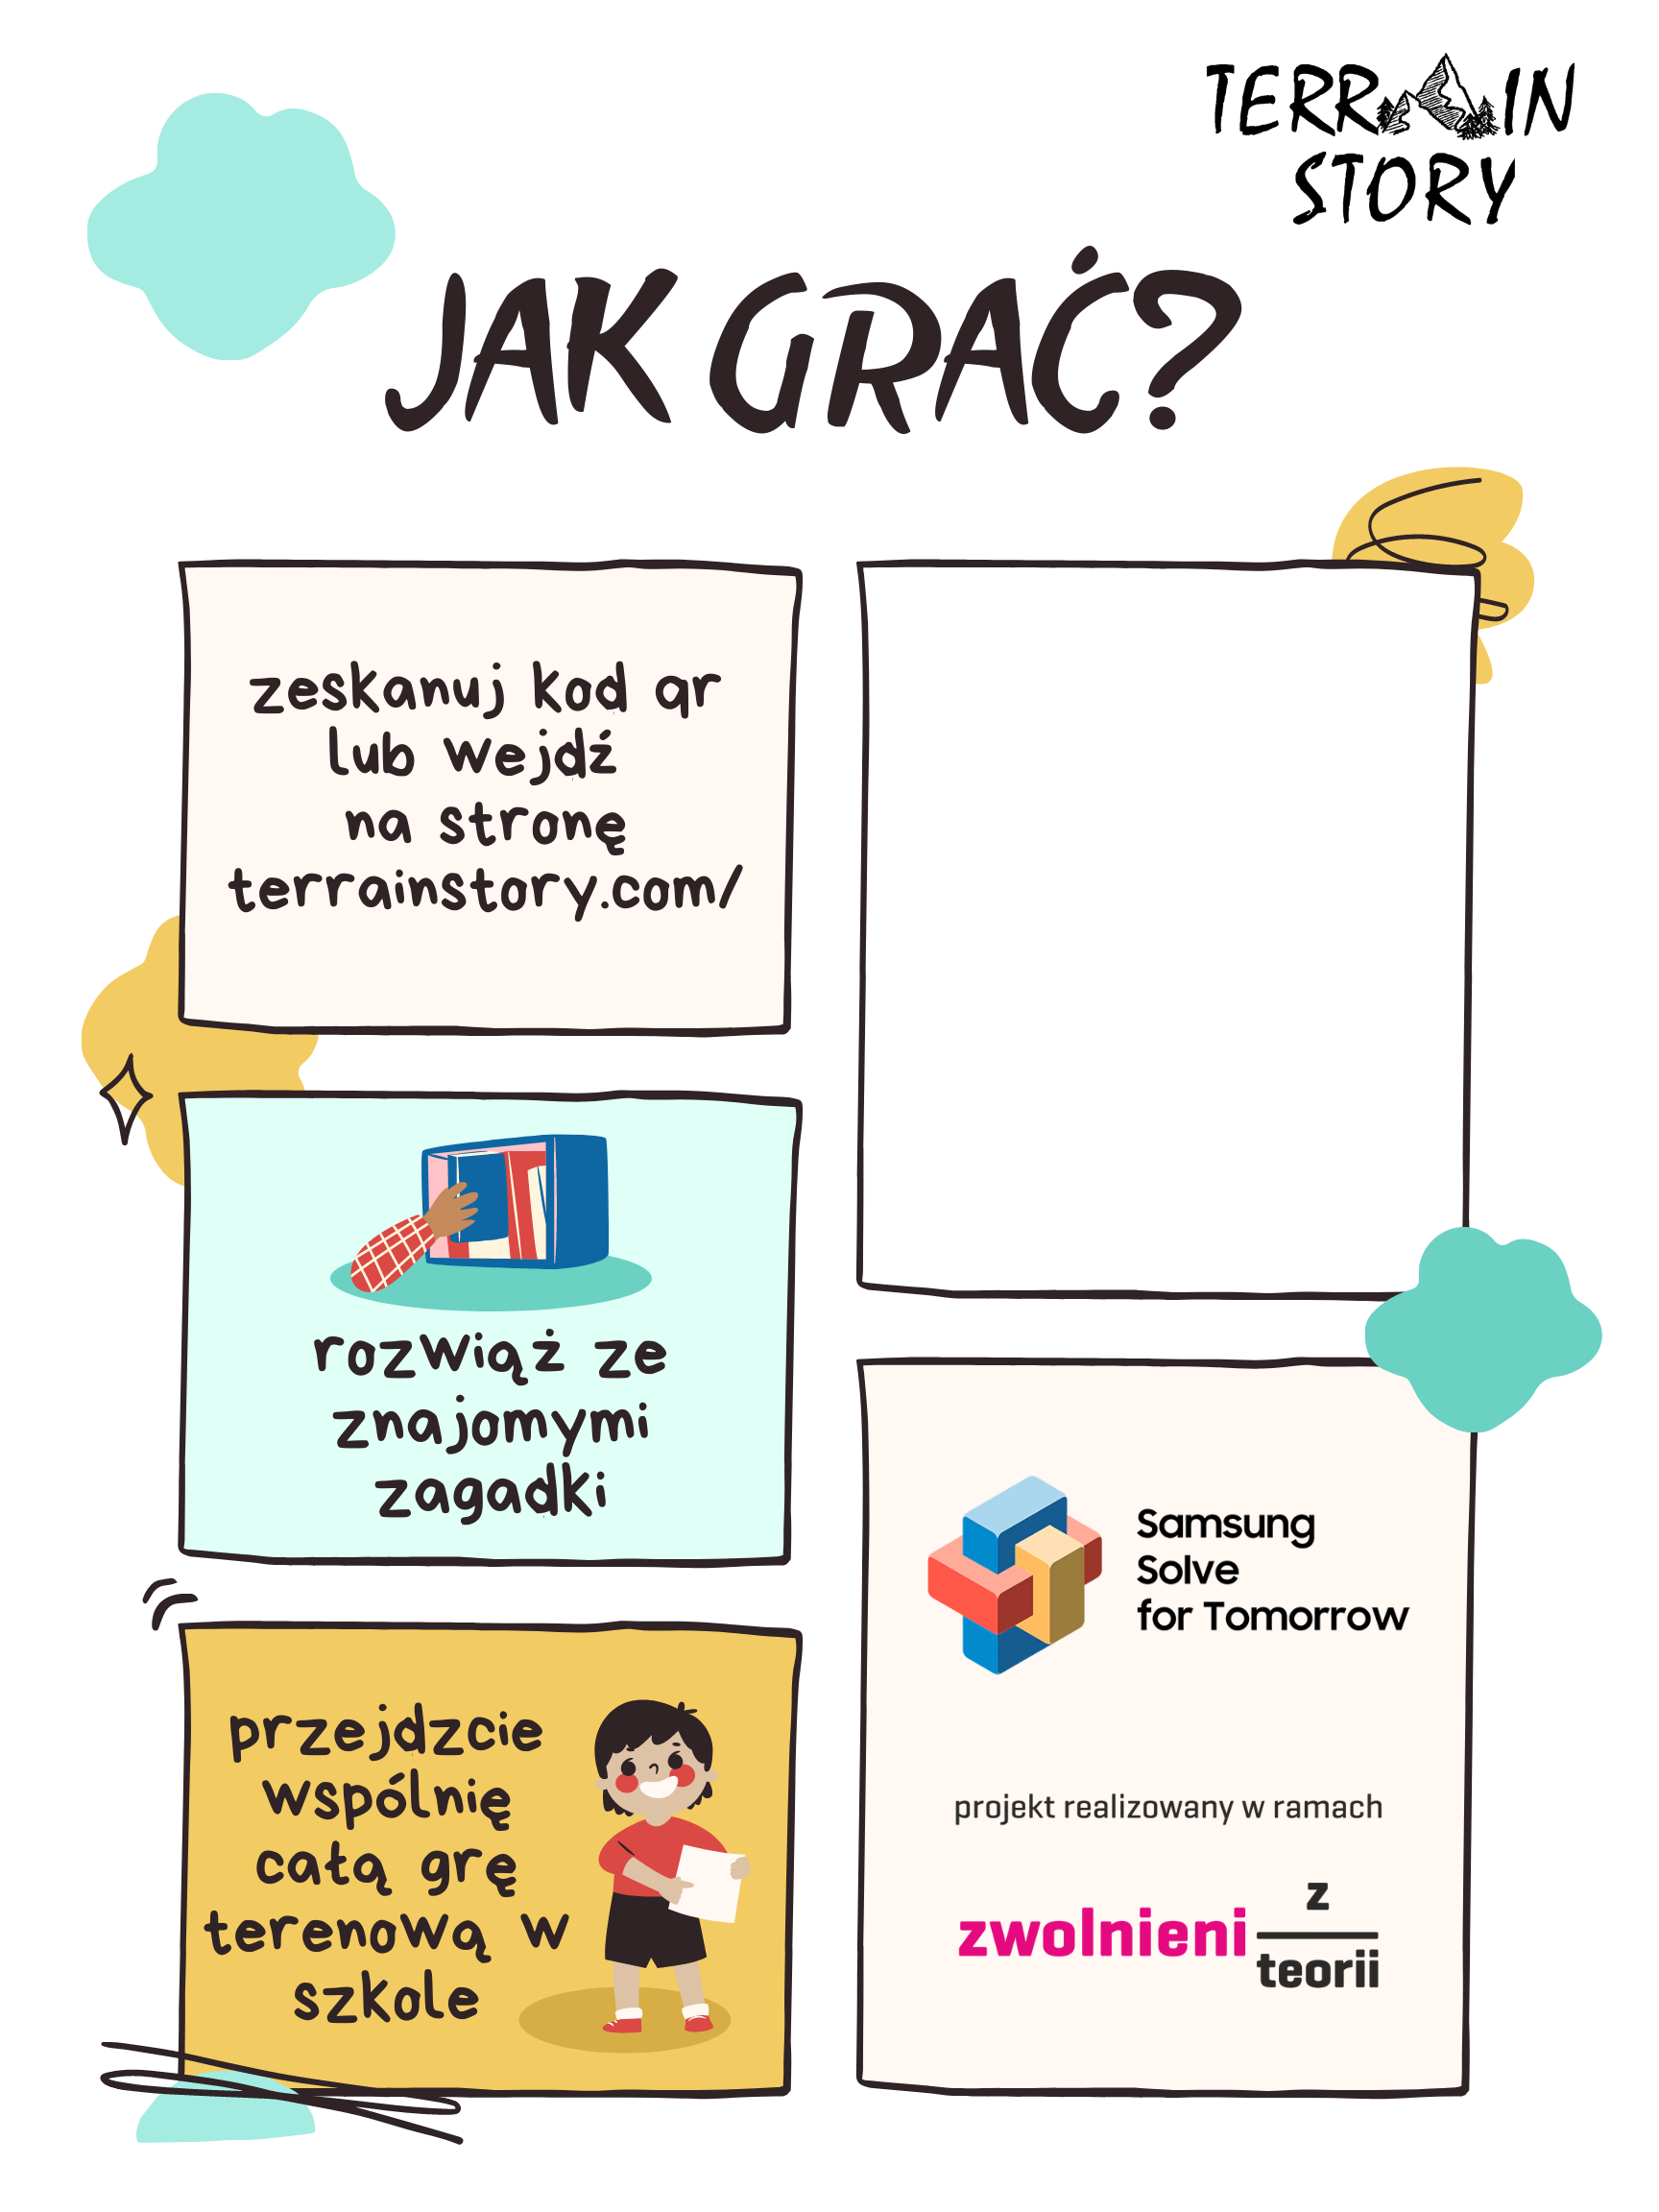 TERRAIN
STORY
JAK GRAĆ?
zeskanuj kod qr
lub wejdź
na stronę
terrainstory.com/
rozwiąż ze
znajomymi
zagadki
przejdzcie
wspólnię
całą grę
terenową w
szkole
Samsung
Solve
for Tomorrow
projekt realizowany w ramach
zwolnieni z
teorii